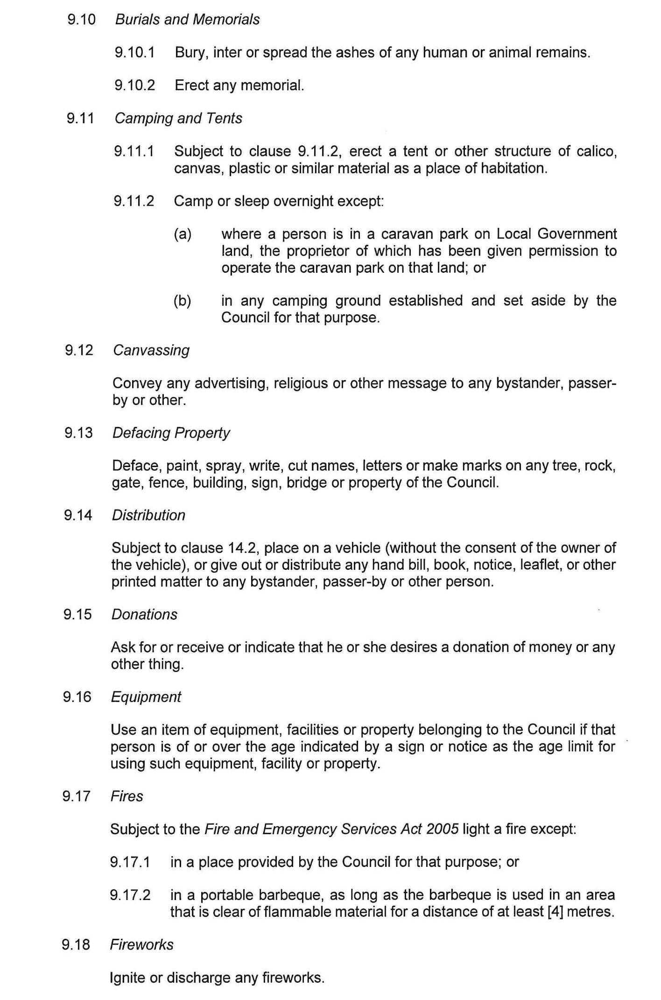 9.10 Burials and Memorials
9.10.1 Bury, inter or spread the ashes of any human or animal remains.
9.10.2 Erect any memorial.
9.11 Camping and Tents
9.11.1 Subject to clause 9.11.2, erect a tent or other structure of calico,
canvas, plastic or similar material as a place of habitation.
9.11.2 Camp or sleep overnight except:
(a) where a person is in a caravan park on Local Government
land, the proprietor of which has been given permission to
operate the caravan park on that land; or
(b) in any camping ground established and set aside by the
Council for that purpose.
9.12 Canvassing
Convey any advertising, religious or other message to any bystander, passer-
by or other.
9.13 Defacing Property
Deface, paint, spray, write, cut names, letters or make marks on any tree, rock,
gate, fence, building, sign, bridge or property of the Council.
9.14 Distribution
Subject to clause 14.2, place on a vehicle (without the consent of the owner of
the vehicle), or give out or distribute any hand bill, book, notice, leaflet, or other
printed matter to any bystander, passer-by or other person.
9.15 Donations
Ask for or receive or indicate that he or she desires a donation of money or any
other thing.
9.16 Equipment
Use an item of equipment, facilities or property belonging to the Council if that
person is of or over the age indicated by a sign or notice as the age limit for
using such equipment, facility or property.
9.17 Fires
Subject to the Fire and Emergency Services Act 2005 light a fire except:
9.17.1 in a place provided by the Council for that purpose; or
9.17.2 in a portable barbeque, as long as the barbeque is used in an area
that is clear of flammable material for a distance of at least [4] metres.
9.18 Fireworks
Ignite or discharge any fireworks.